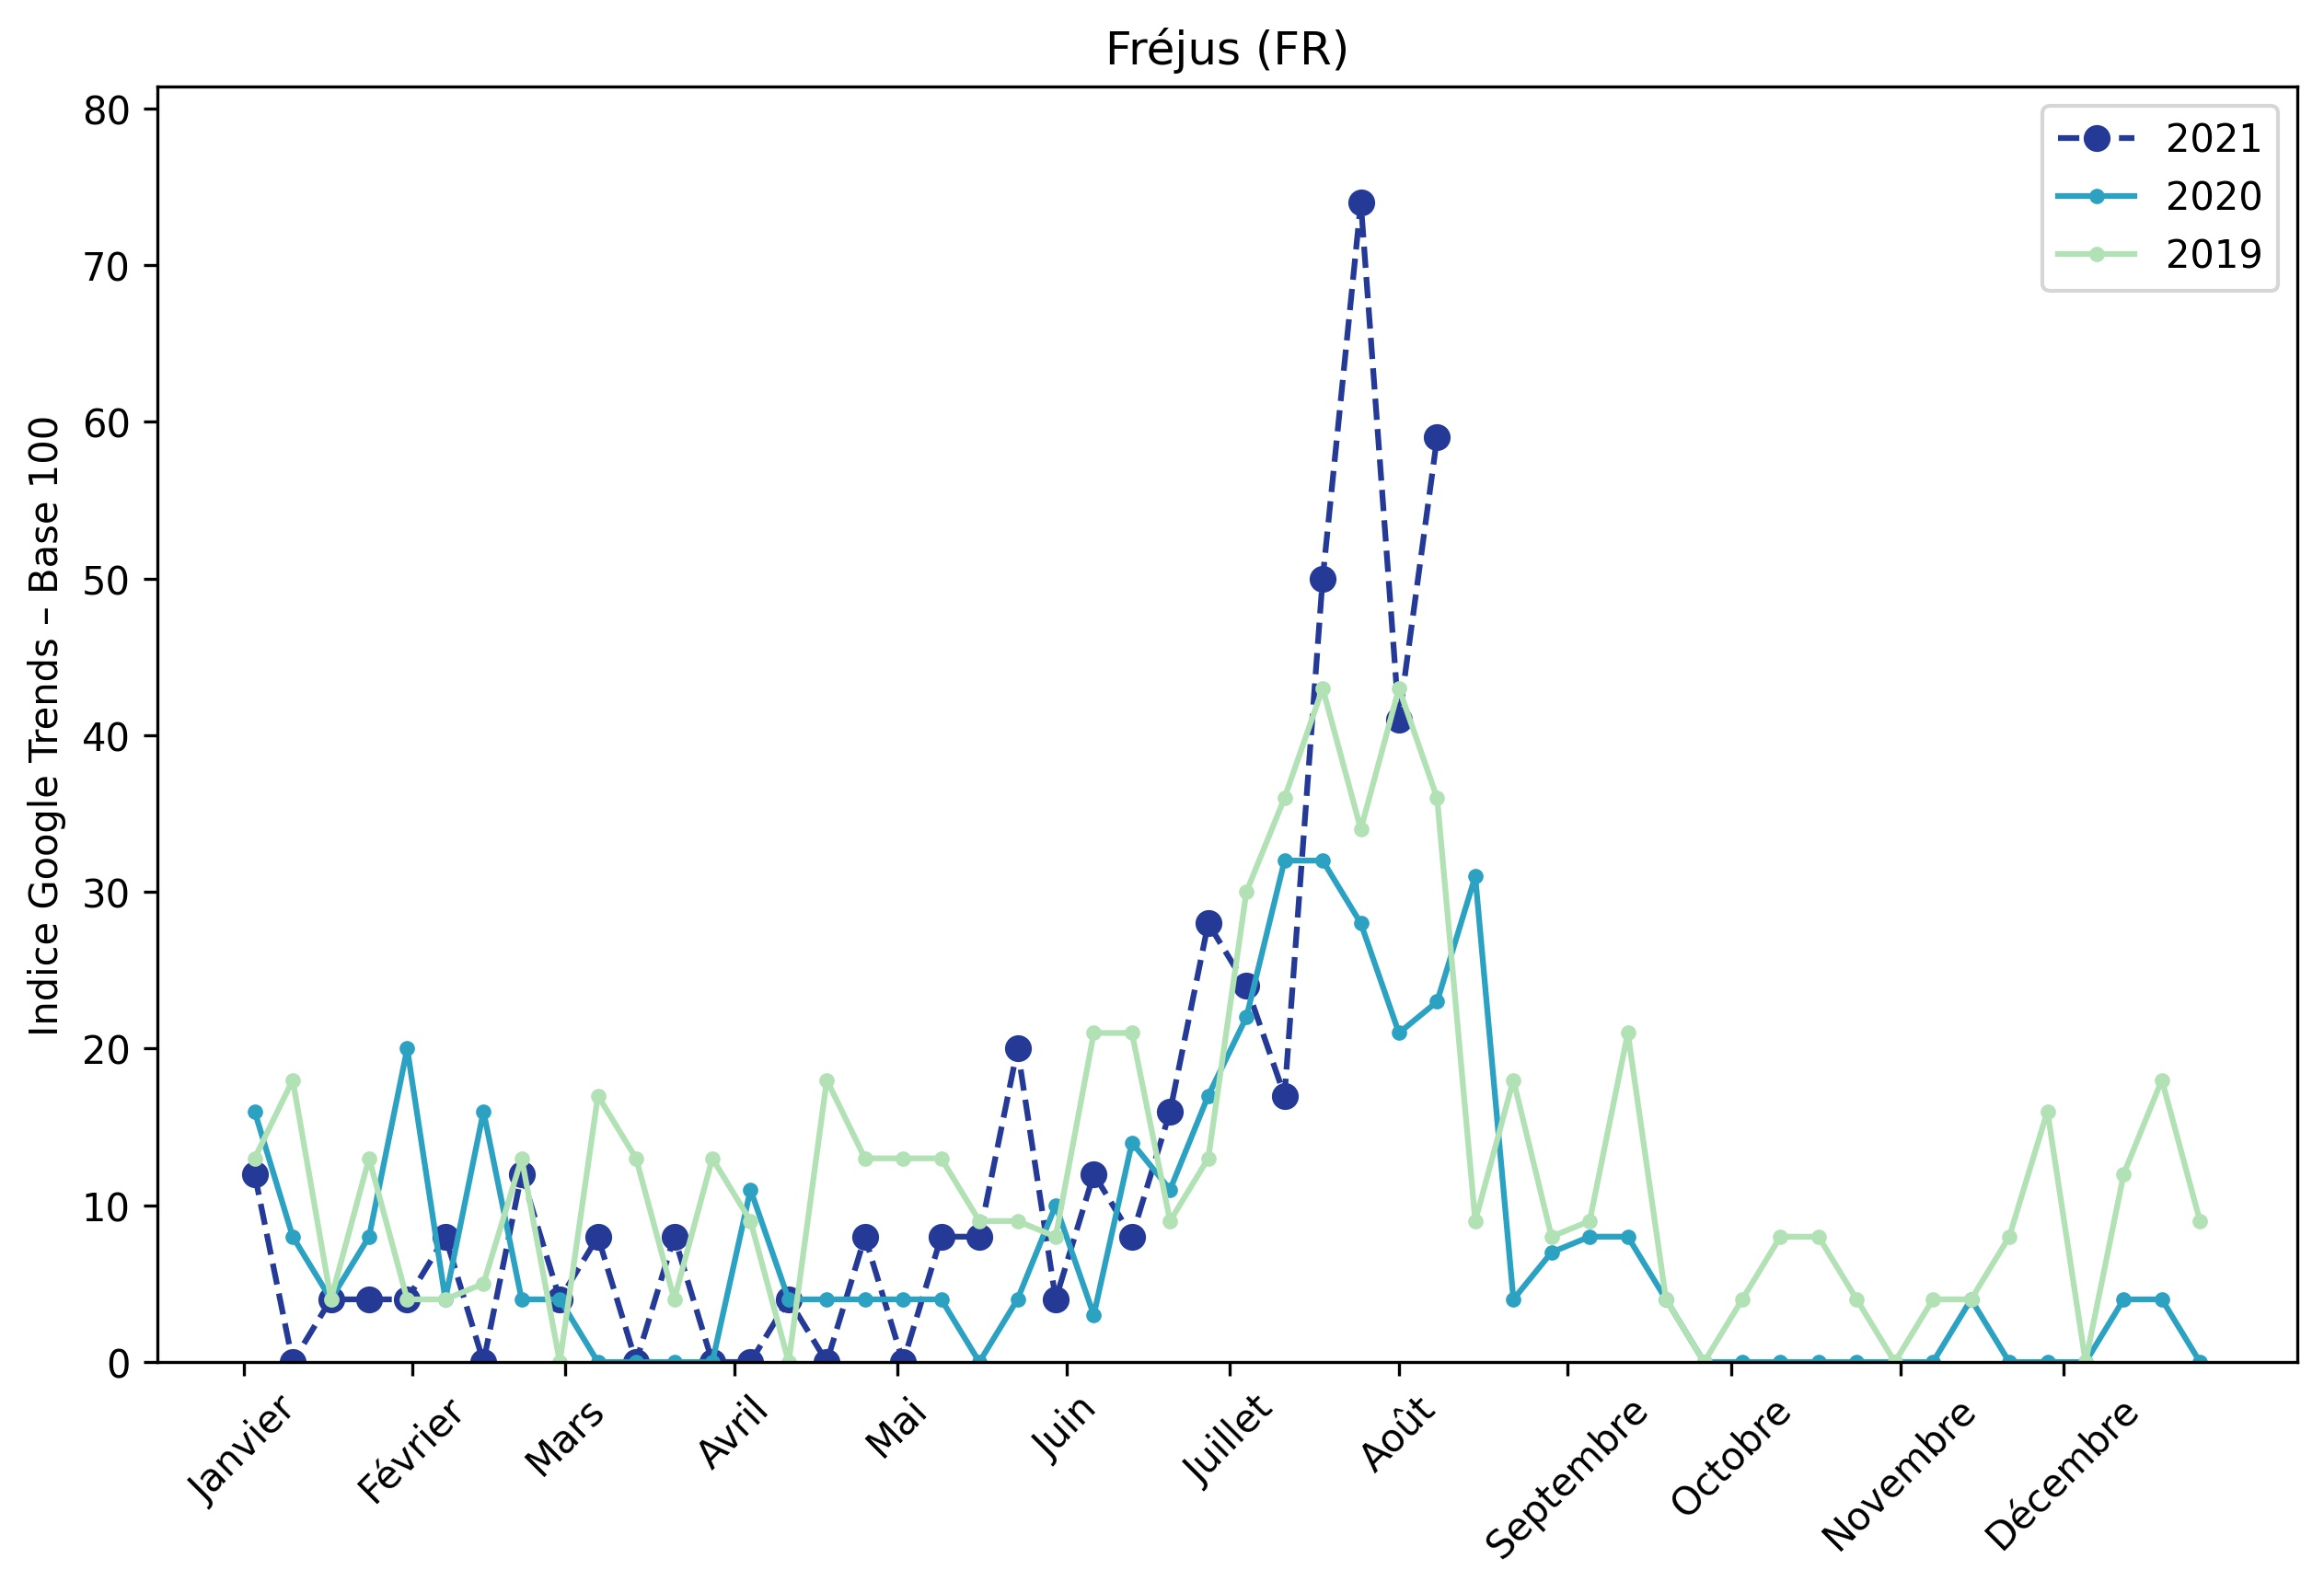 Fréjus (FR)
Indice Google Trends – Base 100
80
70
60
50
40
30
20
10
0
2021
2020
2019
Janvier
Février
Mars
Avril
Mai
Juin
Juillet
Août
Septembre
Octobre
Novembre
Décembre